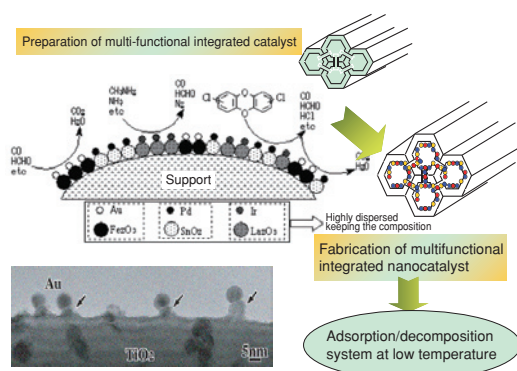 Preparation of multi-functional integrated catalyst
CH3NH2
NH3
etc
CO
HCHO
N2
etc
Cl
O
O
Cl
CO
HCHO
HCl
etc
CO2
H2O
CO
HCHO
etc
H2O
Support
Au
Pd
Ir
Fe2O3
SnO2
La2O3
Highly dispersed
keeping the composition
Fabrication of multifunctional
integrated nanocatalyst
Au
TiO2
5nm
Adsorption/decomposition
system at low temperature